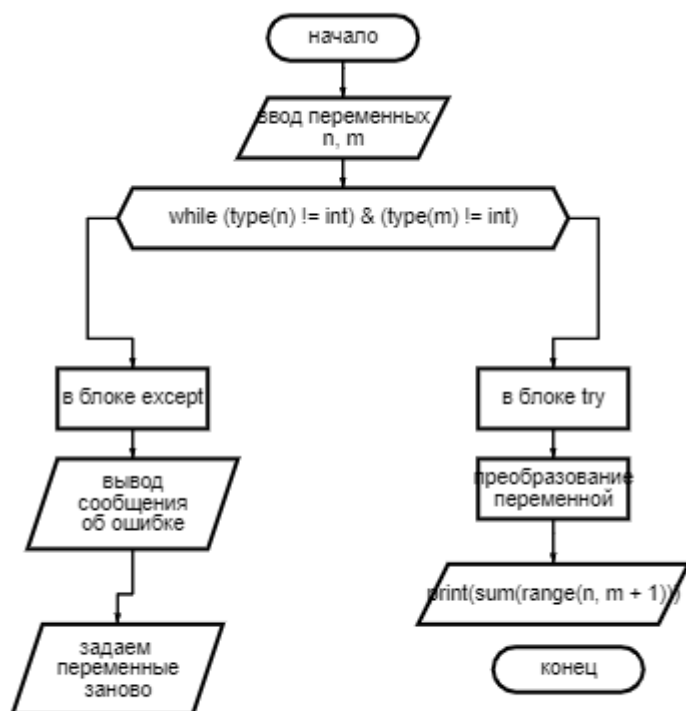 начало
ввод переменных
n, m
while (type(n) != int) & (type(m) != int)
в блоке except
в блоке try
вывод
сообщения
об ошибке
преобразование
переменной
print(sum(range(n, m + 1)))
задаем
переменные
заново
конец